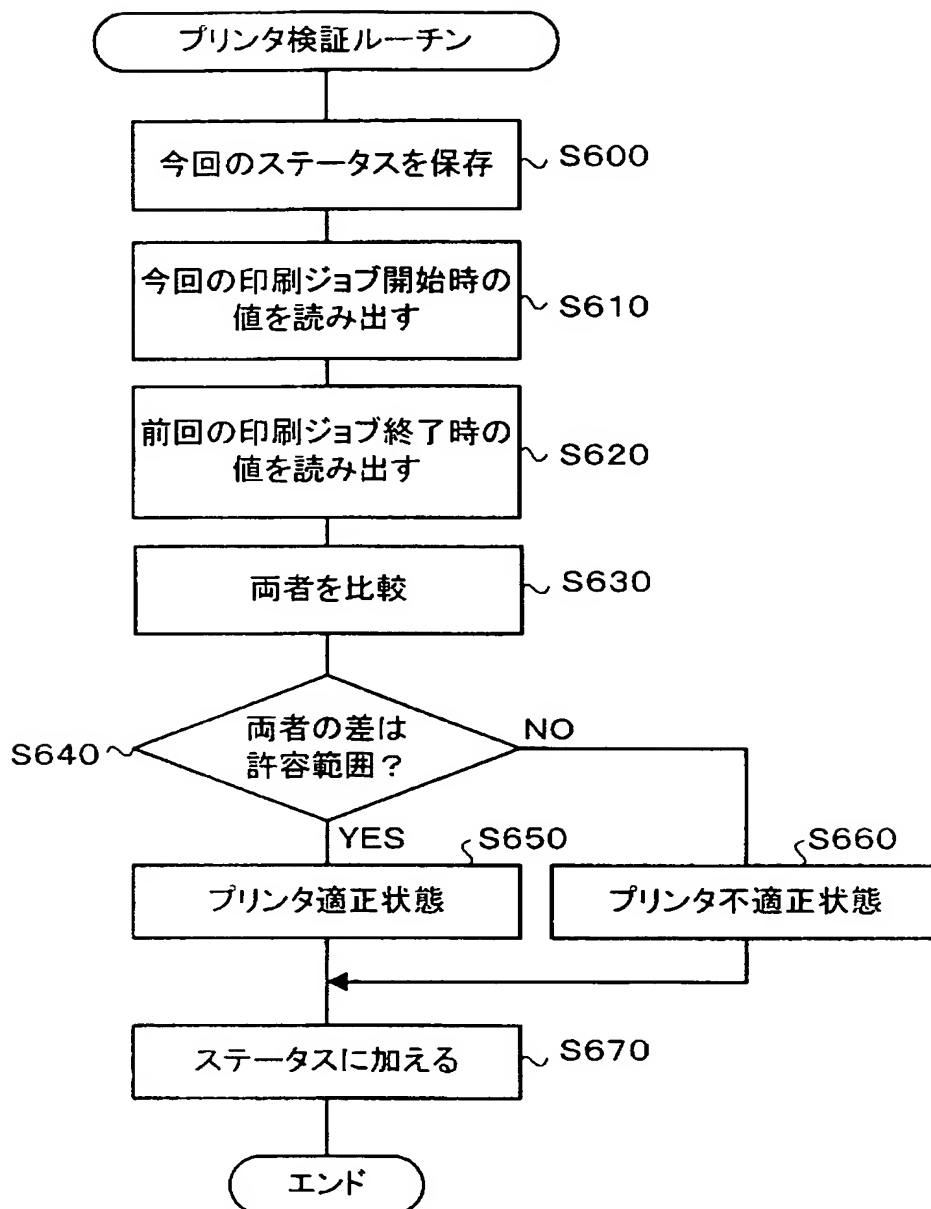 プリンタ検証ルーチン
今回のステータスを保存
S600
今回の印刷ジョブ開始時の
値を読み出す
S610
前回の印刷ジョブ終了時の
値を読み出す
S620
両者を比較
S630
両者の差は
許容範囲?
S640
NO
YES
S650
プリンタ適正状態
S660
プリンタ不適正状態
ステータスに加える
S670
エンド